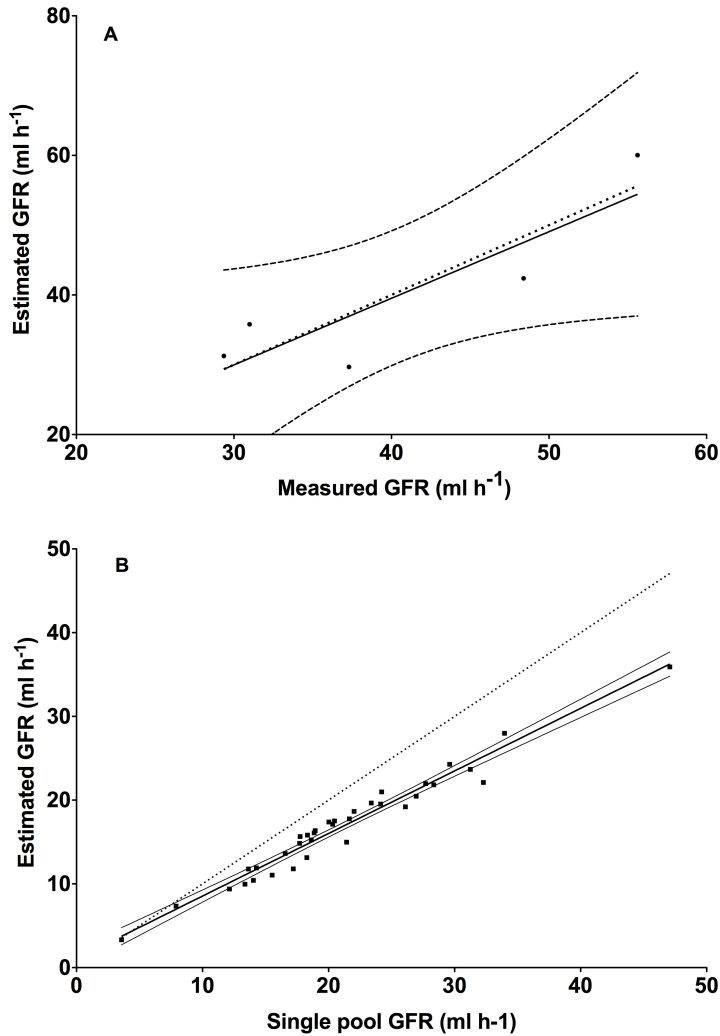 80
A
60
40
20
Estimated GFR (ml h⁻¹)
20 30 40 50 60
Measured GFR (ml h⁻¹)
50
B
40
30
20
10
0
Estimated GFR (ml h⁻¹)
0 10 20 30 40 50
Single pool GFR (ml h-1)